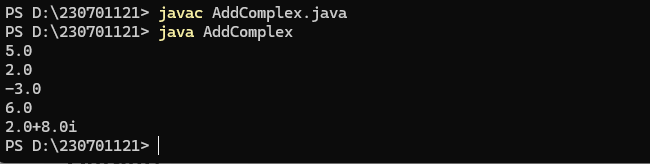 PS D:\230701121> javac AddComplex.java
PS D:\230701121> java AddComplex
5.0
2.0
-3.0
6.0
2.0+8.0i
PS D:\230701121>